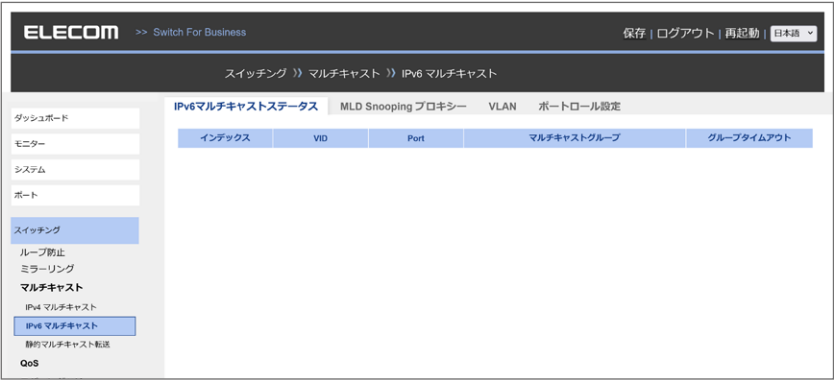 ELECOM >> Switch For Business 保存 | ログアウト | 再起動 | 日本語
スイッチング 》 マルチキャスト 》 IPv6 マルチキャスト
IPv6マルチキャストステータス MLD Snooping プロキシー VLAN ポートロール設定
インデックス VID Port マルチキャストグループ グループタイムアウト
ダッシュボード
モニター
システム
ポート
スイッチング
ループ防止
ミラーリング
マルチキャスト
IPv4 マルチキャスト
IPv6 マルチキャスト
静的マルチキャスト転送
QoS